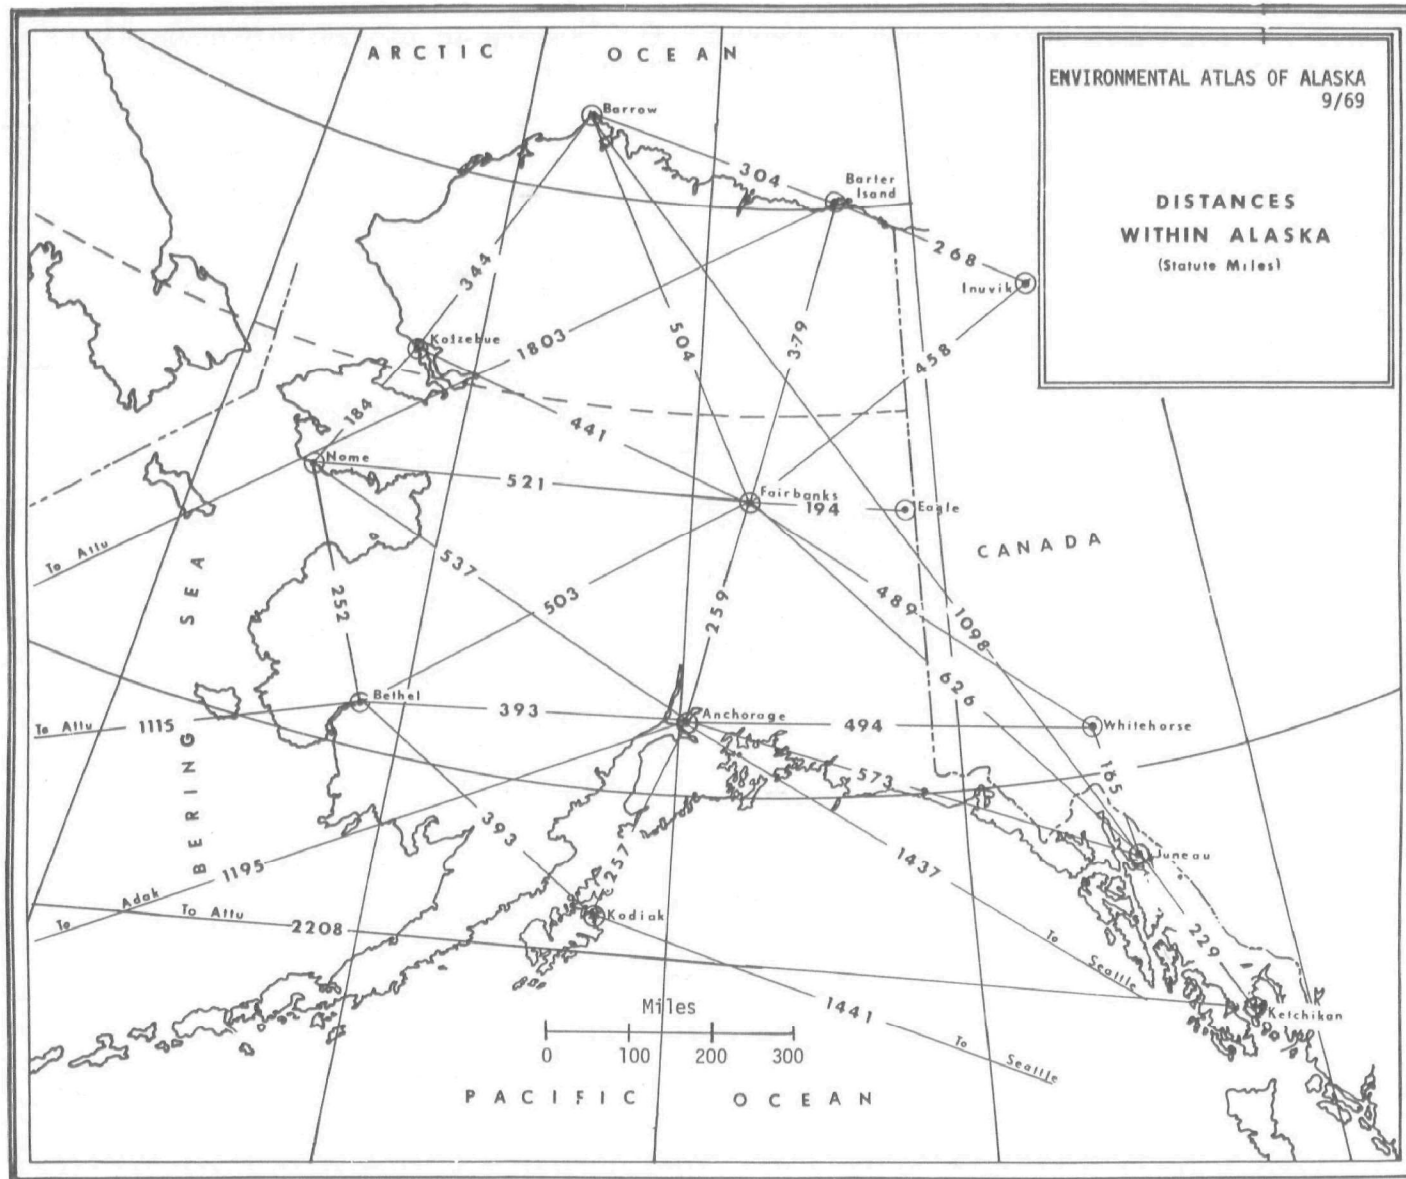 ARCTIC OCEAN
ENVIRONMENTAL ATLAS OF ALASKA
9/69
DISTANCES
WITHIN ALASKA
(Statute Miles)
Barrow
304
Barter
Isand
268
Inuvik
344
Kotzebue
1803
504
379
458
184
441
Nome
521
Fairbanks
194
Eagle
To Attu
CANADA
537
252
503
259
489
1098
626
BERING SEA
Bethel
393
Anchorage
494
Whitehorse
To Attu
1115
573
165
393
257
1437
Juneau
1195
To Adak
To Attu
2208
Kodiak
229
To Seattle
Ketchikan
1441
To Seattle
Miles
0 100 200 300
PACIFIC OCEAN